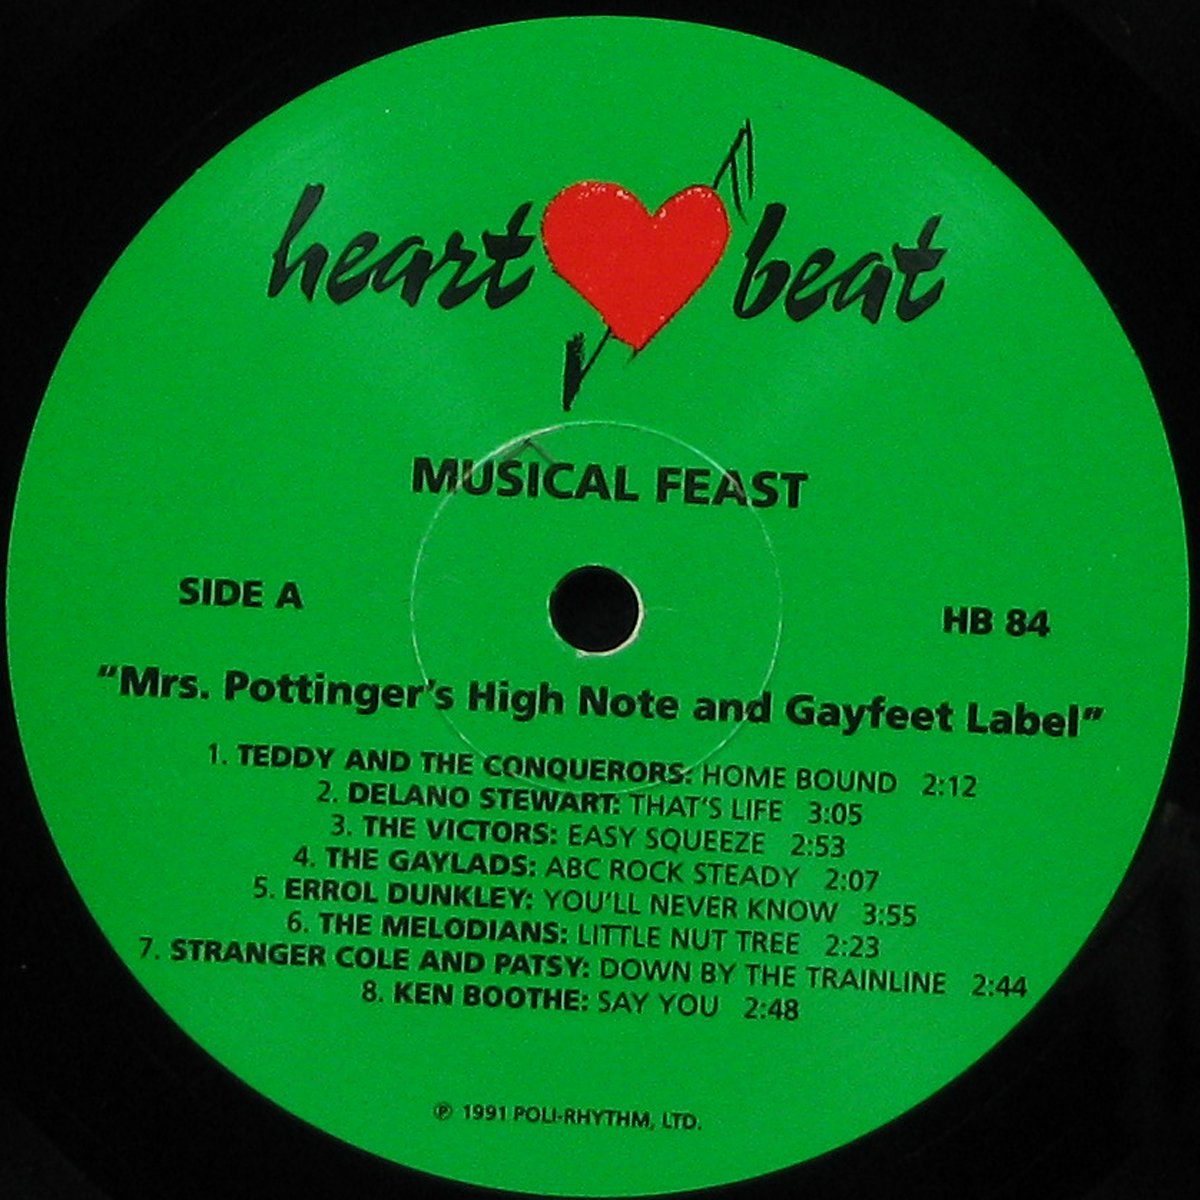 heart beat
MUSICAL FEAST
SIDE A
HB 84
“Mrs. Pottinger’s High Note and Gayfeet Label”
1. TEDDY AND THE CONQUERORS: HOME BOUND 2:12
2. DELANO STEWART: THAT’S LIFE 3:05
3. THE VICTORS: EASY SQUEEZE 2:53
4. THE GAYLADS: ABC ROCK STEADY 2:07
5. ERROL DUNKLEY: YOU’LL NEVER KNOW 3:55
6. THE MELODIANS: LITTLE NUT TREE 2:23
7. STRANGER COLE AND PATSY: DOWN BY THE TRAINLINE 2:44
8. KEN BOOTHE: SAY YOU 2:48
℗ 1991 POLI-RHYTHM, LTD.